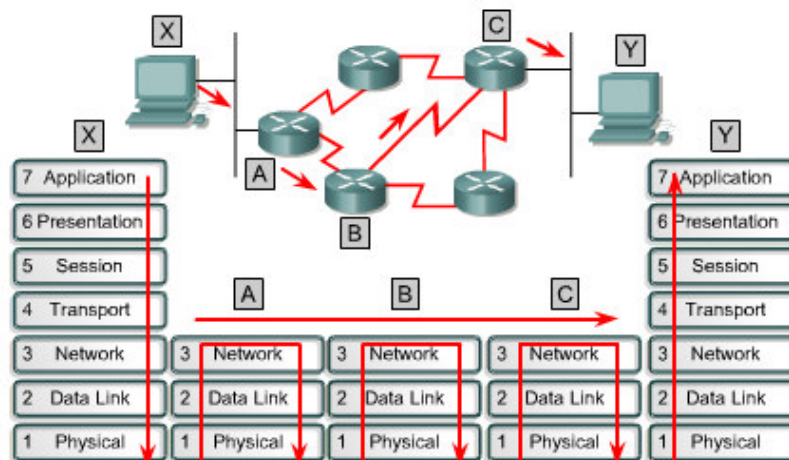 X
C
Y
A
B
X
7 Application
6 Presentation
5 Session
4 Transport
3 Network
2 Data Link
1 Physical
A
3 Network
2 Data Link
1 Physical
B
3 Network
2 Data Link
1 Physical
C
3 Network
2 Data Link
1 Physical
Y
7 Application
6 Presentation
5 Session
4 Transport
3 Network
2 Data Link
1 Physical